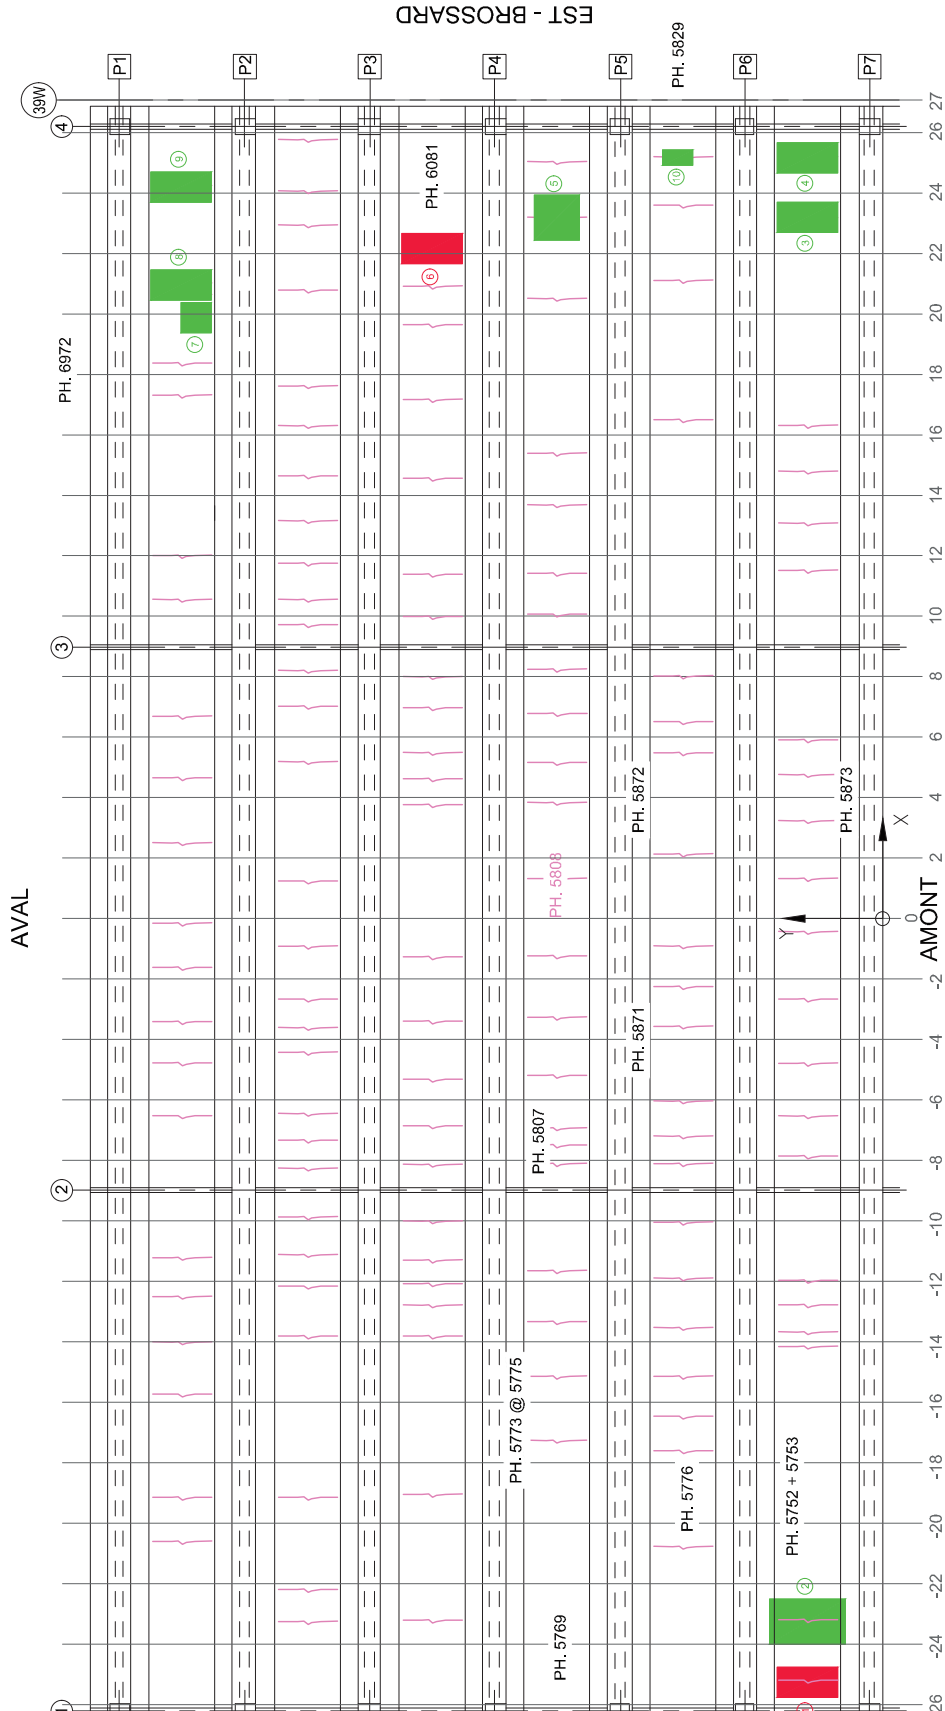 EST - BROSSARD
39W
4
P1
P2
P3
P4
P5
P6
P7
PH. 5829
27
26
9
PH. 6081
5
10
4
24
3
8
6
22
20
7
PH. 6972
18
16
14
12
10
3
8
6
PH. 5872
PH. 5873
4
X
2
PH. 5808
AVAL
Y
0
AMONT
-2
PH. 5871
-4
-6
PH. 5807
-8
2
-10
-12
-14
PH. 5773 @ 5775
-16
PH. 5752 + 5753
-18
PH. 5776
-20
-22
2
PH. 5769
-24
26